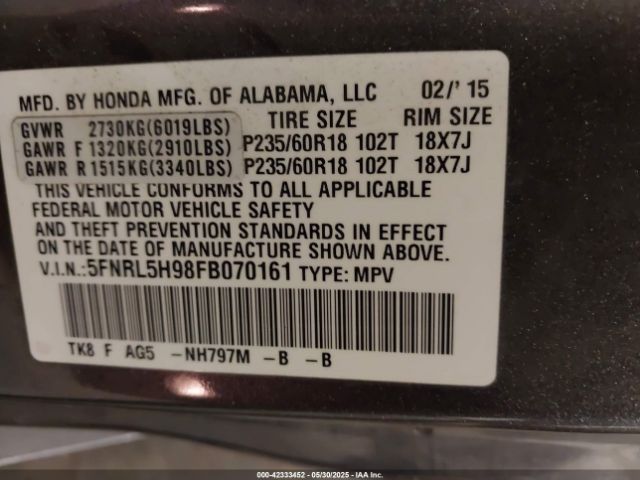 MFD. BY HONDA MFG. OF ALABAMA, LLC 02/' 15
TIRE SIZE RIM SIZE
GVWR 2730KG(6019LBS)
GAWR F 1320KG(2910LBS) P235/60R18 102T 18X7J
GAWR R 1515KG(3340LBS) P235/60R18 102T 18X7J
THIS VEHICLE CONFORMS TO ALL APPLICABLE
FEDERAL MOTOR VEHICLE SAFETY
AND THEFT PREVENTION STANDARDS IN EFFECT
ON THE DATE OF MANUFACTURE SHOWN ABOVE.
V.I.N.:5FNRL5H98FB070161 TYPE: MPV
TK8 F AG5 -NH797M -B -B
000-42333452 - 05/30/2025 - IAA Inc.